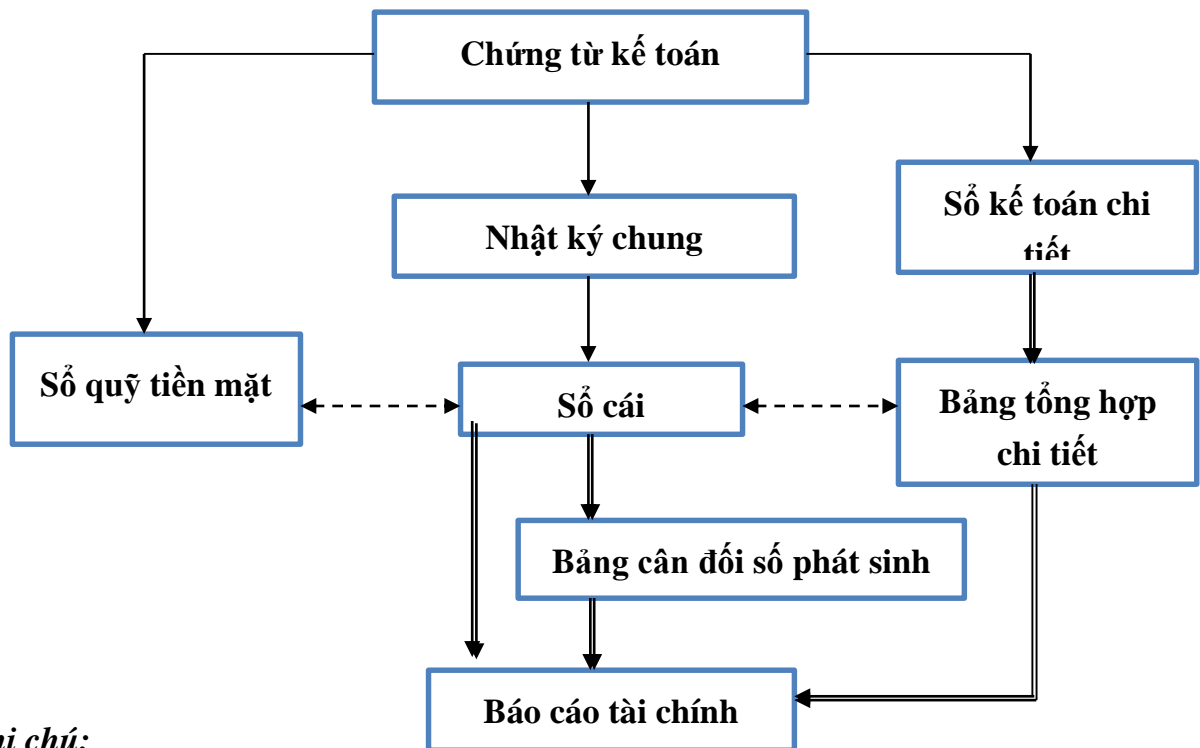 Chứng từ kế toán
Sổ kế toán chi
tiết
Nhật ký chung
Sổ quỹ tiền mặt
Sổ cái
Bảng tổng hợp
chi tiết
Bảng cân đối số phát sinh
Báo cáo tài chính
chú: